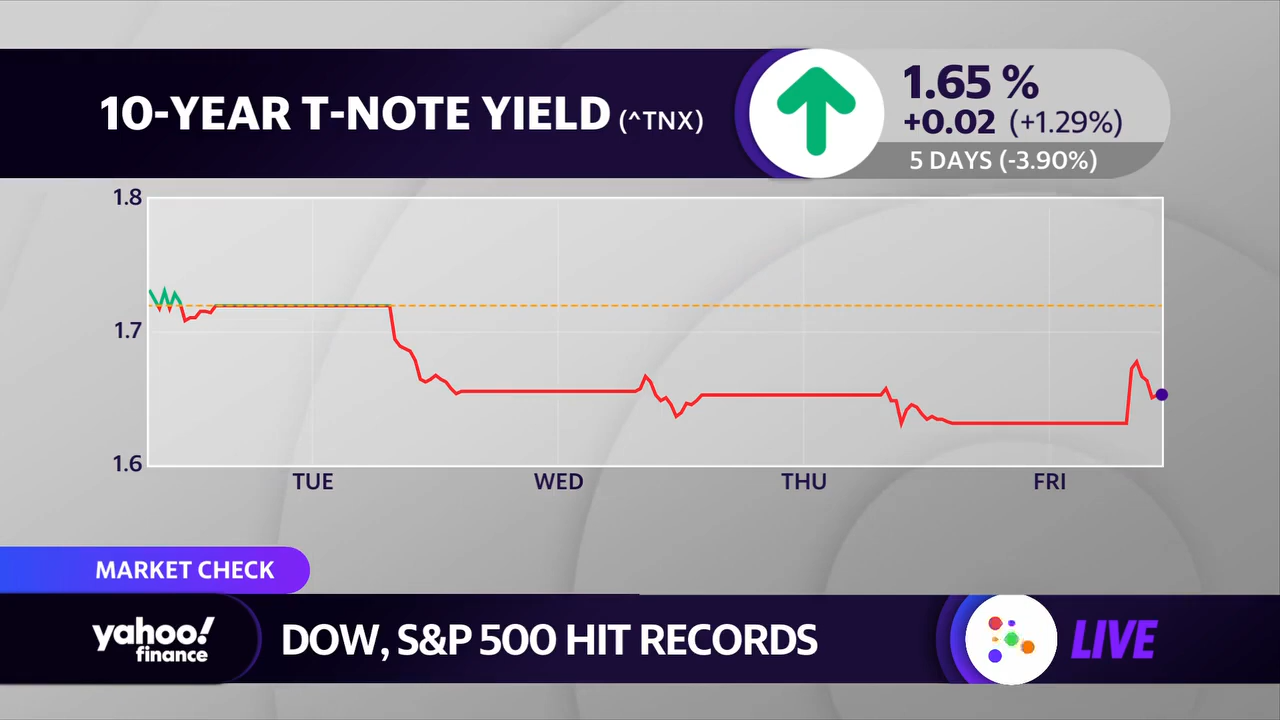 10-YEAR T-NOTE YIELD (^TNX)
1.65 %
+0.02 (+1.29%)
5 DAYS (-3.90%)
1.8
1.7
1.6
TUE WED THU FRI
MARKET CHECK
yahoo!
finance
DOW, S&P 500 HIT RECORDS
LIVE